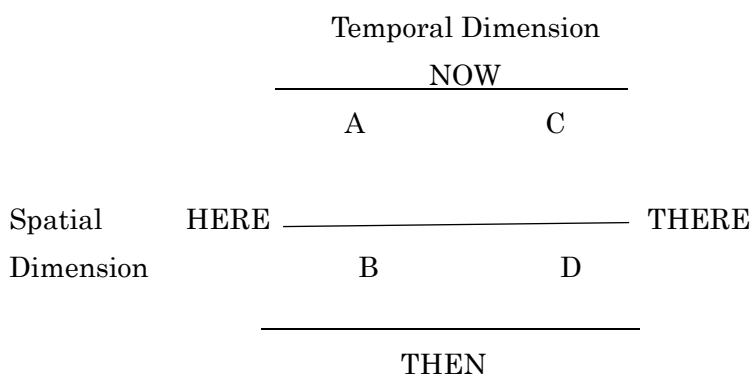 Temporal Dimension
NOW
A C
Spatial HERE THERE
Dimension B D
THEN